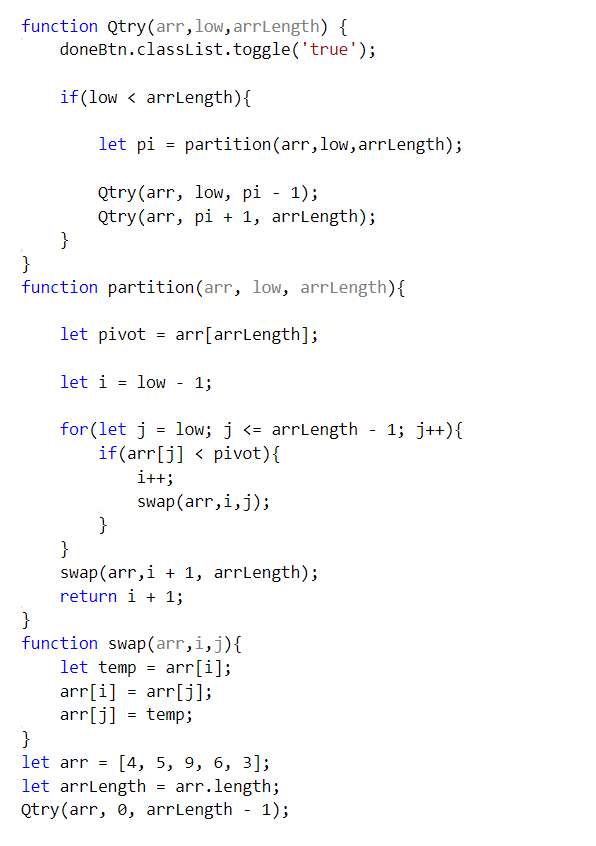 function Qtry(arr,low,arrLength) {
    doneBtn.classList.toggle('true');
    if(low < arrLength){
        let pi = partition(arr,low,arrLength);
        Qtry(arr, low, pi - 1);
        Qtry(arr, pi + 1, arrLength);
    }
}
function partition(arr, low, arrLength){
    let pivot = arr[arrLength];
    let i = low - 1;
    for(let j = low; j <= arrLength - 1; j++){
        if(arr[j] < pivot){
            i++;
            swap(arr,i,j);
        }
    }
    swap(arr,i + 1, arrLength);
    return i + 1;
}
function swap(arr,i,j){
    let temp = arr[i];
    arr[i] = arr[j];
    arr[j] = temp;
}
let arr = [4, 5, 9, 6, 3];
let arrLength = arr.length;
Qtry(arr, 0, arrLength - 1);